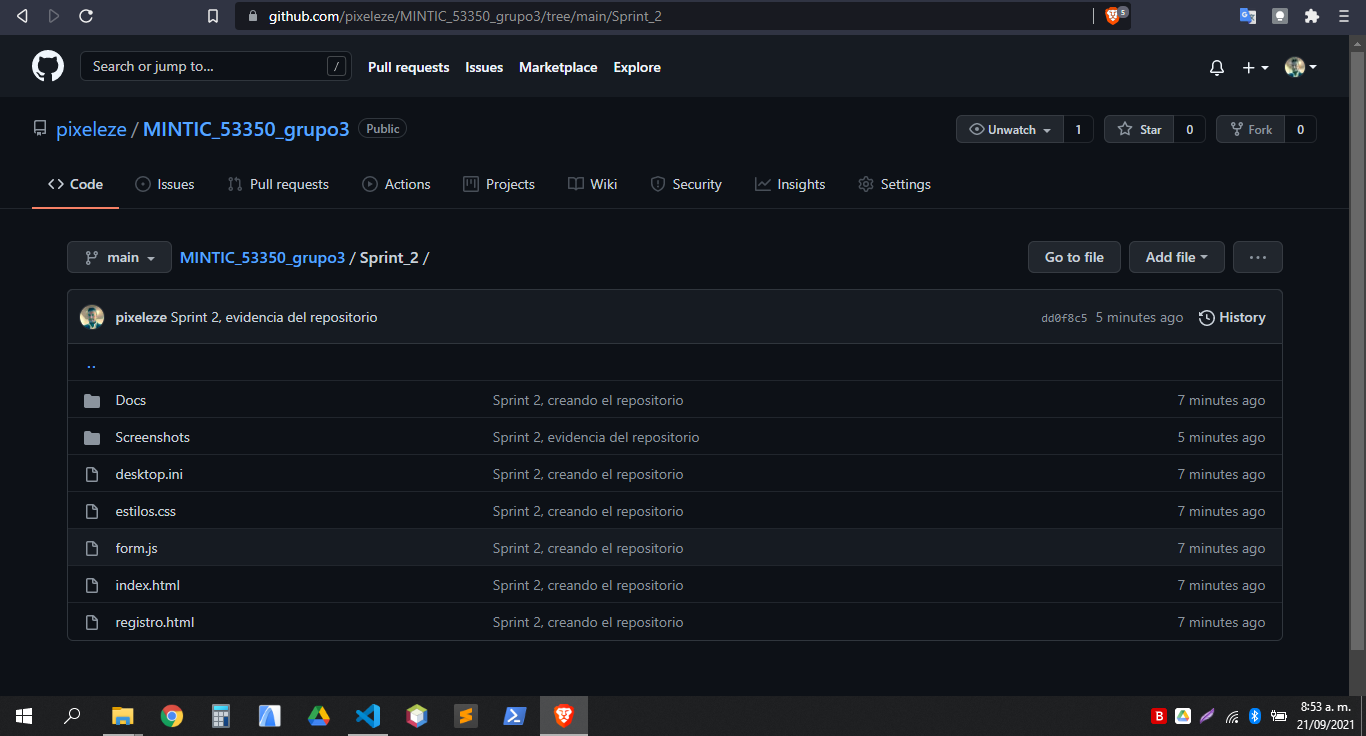 github.com/pixeleze/MINTIC_53350_grupo3/tree/main/Sprint_2 5
Search or jump to... / Pull requests Issues Marketplace Explore
pixeleze / MINTIC_53350_grupo3 Public Unwatch 1 Star 0 Fork 0
Code Issues Pull requests Actions Projects Wiki Security Insights Settings
main MINTIC_53350_grupo3 / Sprint_2 / Go to file Add file ...
pixeleze Sprint 2, evidencia del repositorio dd0f8c5 5 minutes ago History
..
Docs Sprint 2, creando el repositorio 7 minutes ago
Screenshots Sprint 2, evidencia del repositorio 5 minutes ago
desktop.ini Sprint 2, creando el repositorio 7 minutes ago
estilos.css Sprint 2, creando el repositorio 7 minutes ago
form.js Sprint 2, creando el repositorio 7 minutes ago
index.html Sprint 2, creando el repositorio 7 minutes ago
registro.html Sprint 2, creando el repositorio 7 minutes ago
B 8:53 a. m.
21/09/2021